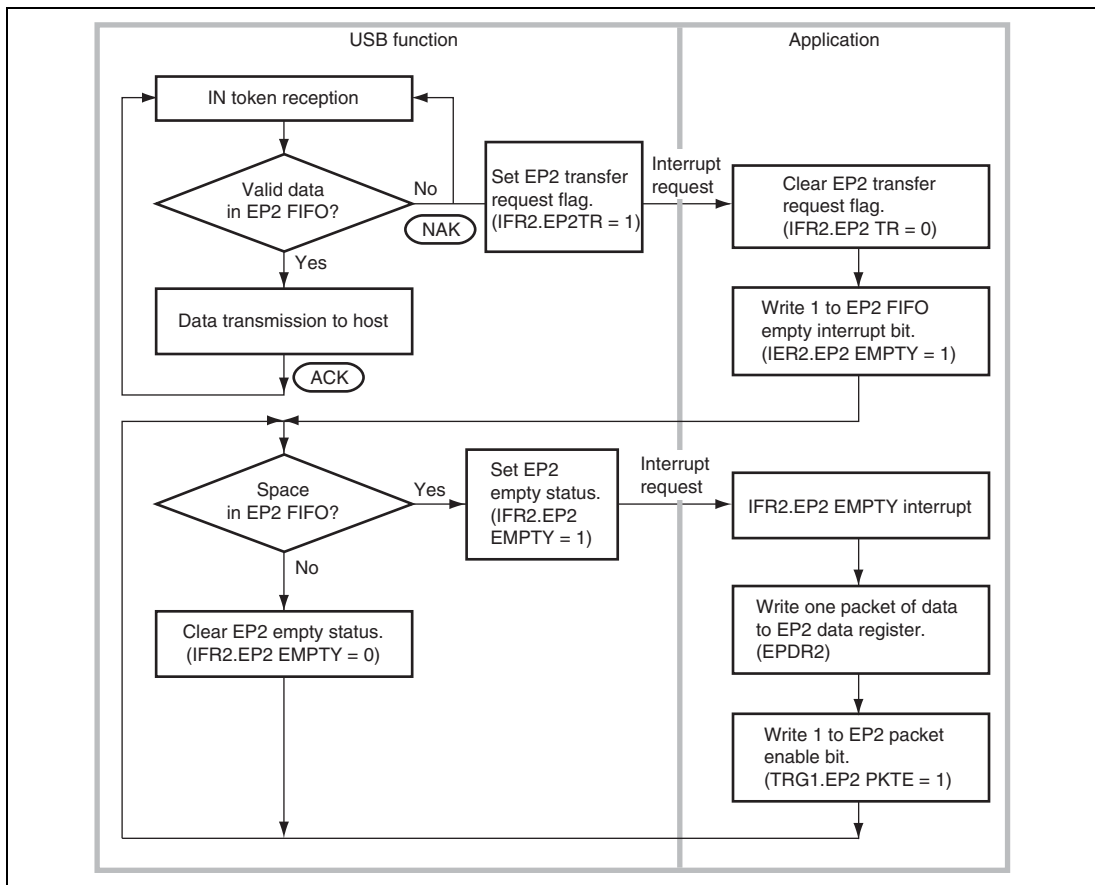 USB function
Application
IN token reception
Valid data
in EP2 FIFO?
No
NAK
Set EP2 transfer
request flag.
(IFR2.EP2TR = 1)
Interrupt
request
Clear EP2 transfer
request flag.
(IFR2.EP2 TR = 0)
Yes
Data transmission to host
ACK
Write 1 to EP2 FIFO
empty interrupt bit.
(IER2.EP2 EMPTY = 1)
Space
in EP2 FIFO?
Yes
Set EP2
empty status.
(IFR2.EP2
EMPTY = 1)
Interrupt
request
IFR2.EP2 EMPTY interrupt
No
Clear EP2 empty status.
(IFR2.EP2 EMPTY = 0)
Write one packet of data
to EP2 data register.
(EPDR2)
Write 1 to EP2 packet
enable bit.
(TRG1.EP2 PKTE = 1)